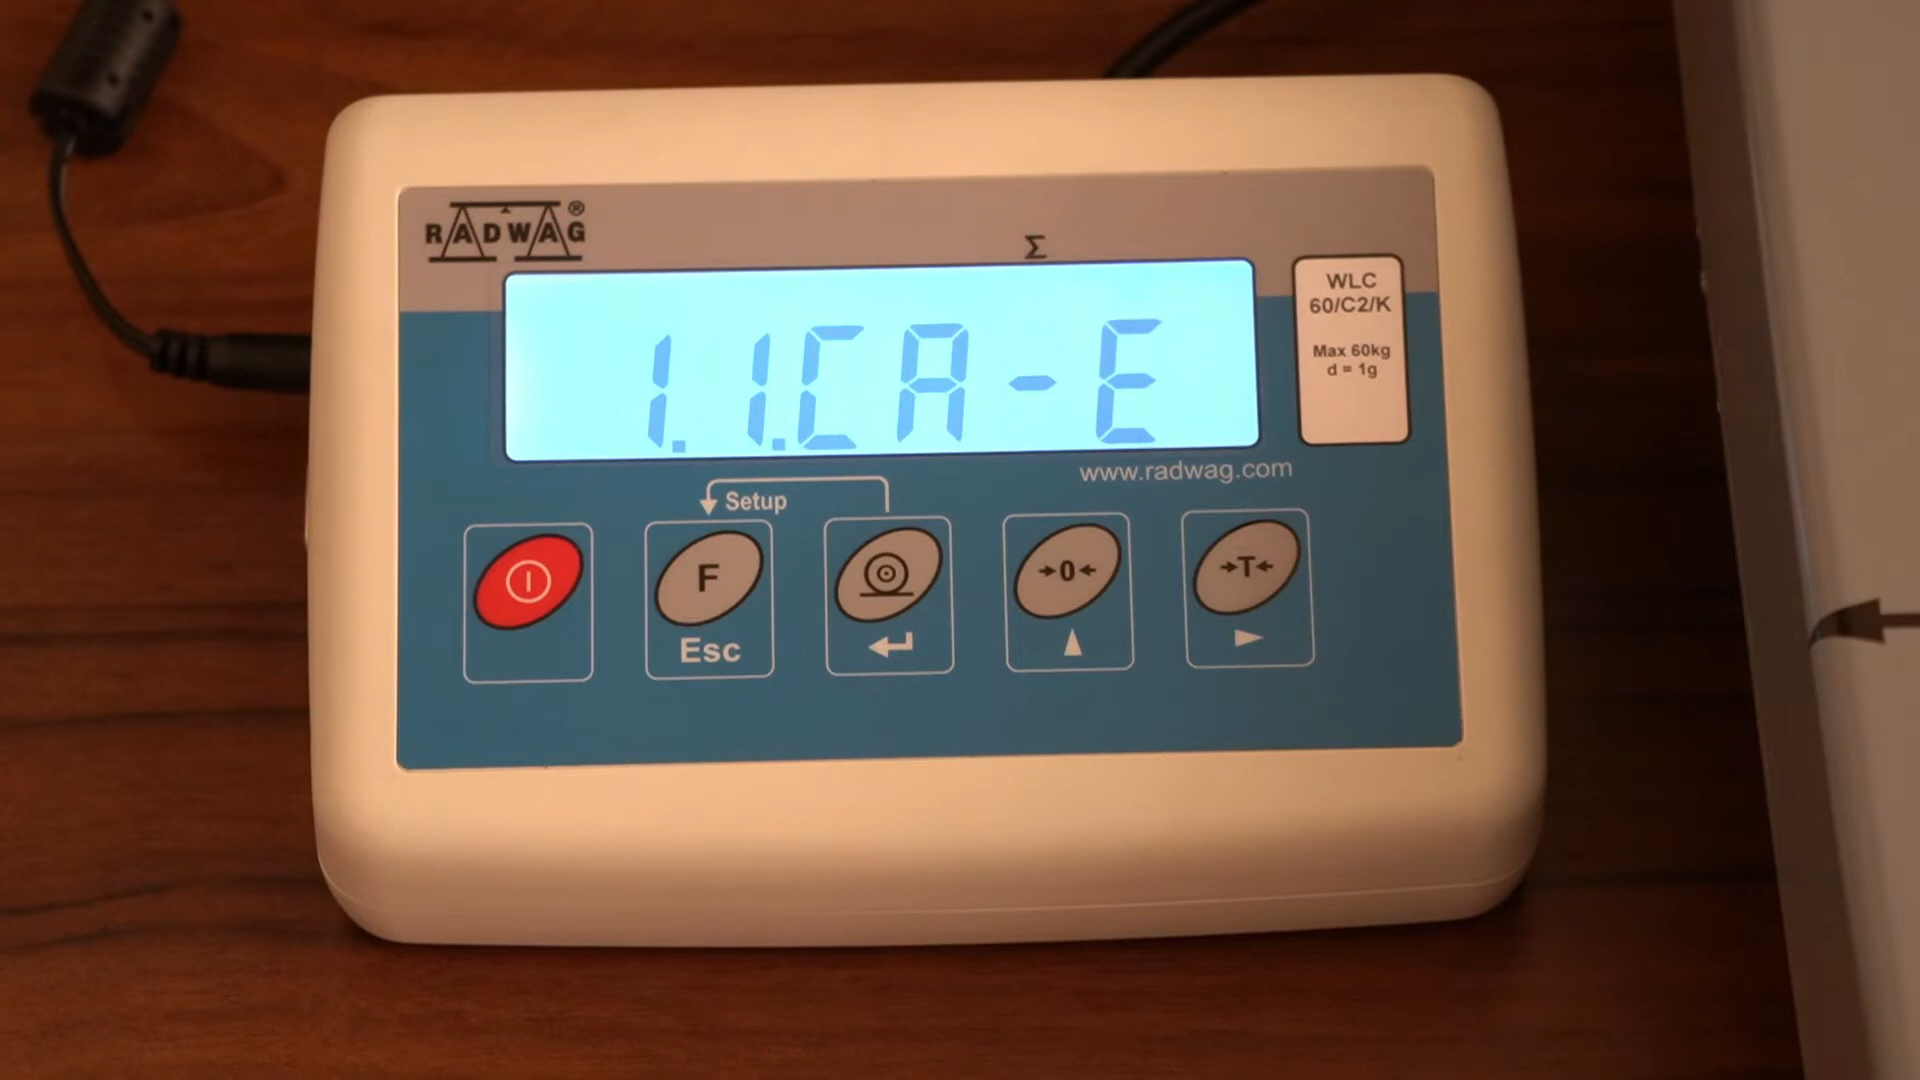 RADWAG®
Σ
1.1.CA-E
WLC
60/C2/K
Max 60kg
d = 1g
www.radwag.com
Setup
F
→0←
→T←
Esc